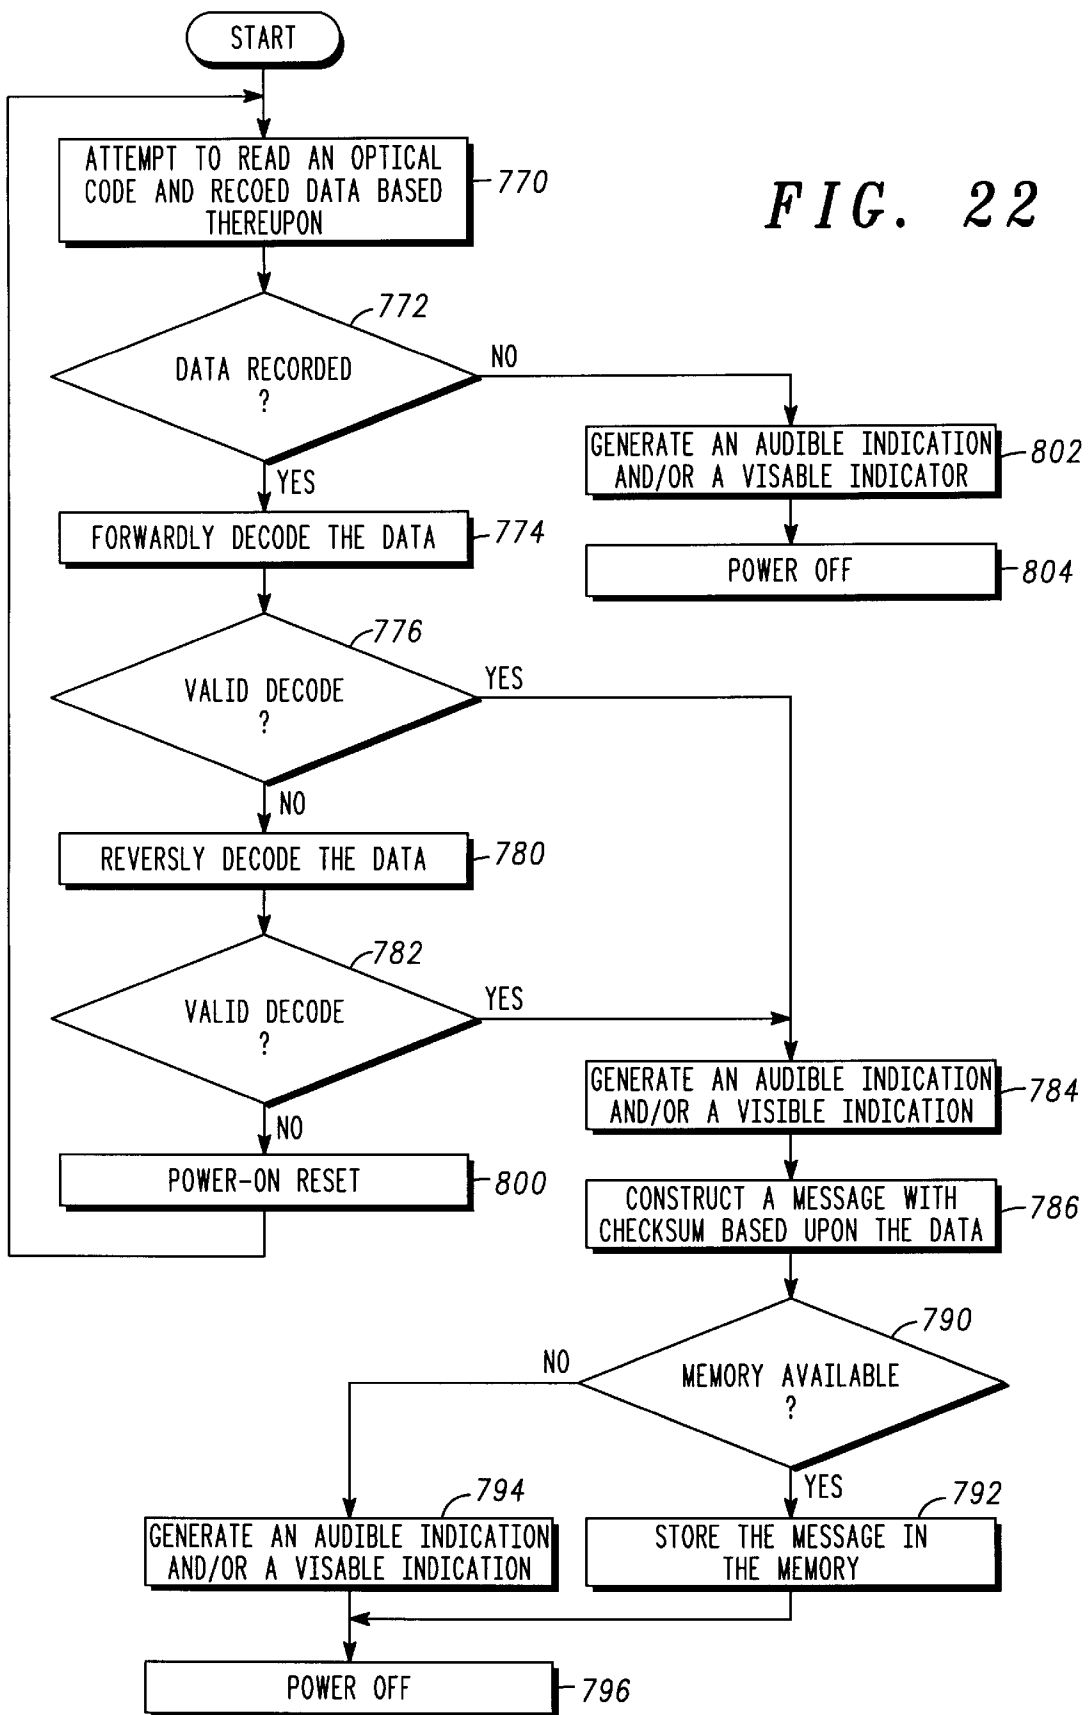 START
ATTEMPT TO READ AN OPTICAL
CODE AND RECOED DATA BASED
THEREUPON
770
FIG. 22
772
DATA RECORDED
?
NO
YES
GENERATE AN AUDIBLE INDICATION
AND/OR A VISABLE INDICATOR
802
FORWARDLY DECODE THE DATA
774
POWER OFF
804
776
VALID DECODE
?
YES
NO
REVERSLY DECODE THE DATA
780
782
VALID DECODE
?
YES
NO
GENERATE AN AUDIBLE INDICATION
AND/OR A VISIBLE INDICATION
784
POWER-ON RESET
800
CONSTRUCT A MESSAGE WITH
CHECKSUM BASED UPON THE DATA
786
790
MEMORY AVAILABLE
?
NO
YES
794
GENERATE AN AUDIBLE INDICATION
AND/OR A VISABLE INDICATION
792
STORE THE MESSAGE IN
THE MEMORY
POWER OFF
796